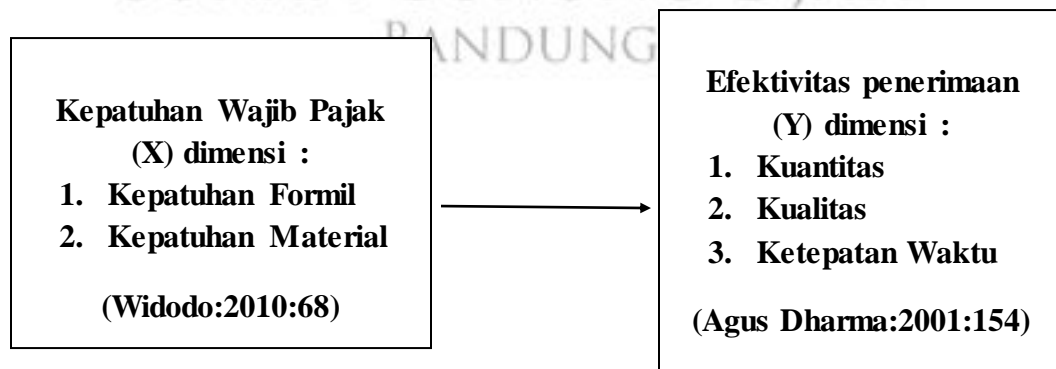 BANDUNG
Kepatuhan Wajib Pajak
(X) dimensi :
1. Kepatuhan Formil
2. Kepatuhan Material
(Widodo:2010:68)
Efektivitas penerimaan
(Y) dimensi :
1. Kuantitas
2. Kualitas
3. Ketepatan Waktu
(Agus Dharma:2001:154)